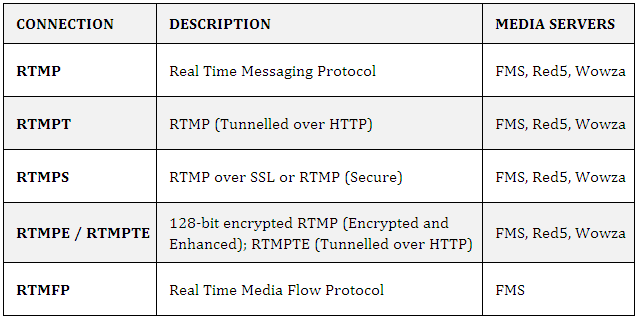 CONNECTION DESCRIPTION MEDIA SERVERS
RTMP Real Time Messaging Protocol FMS, Red5, Wowza
RTMPT RTMP (Tunnelled over HTTP) FMS, Red5, Wowza
RTMPS RTMP over SSL or RTMP (Secure) FMS, Red5, Wowza
RTMPE / RTMPTE 128-bit encrypted RTMP (Encrypted and
Enhanced); RTMPTE (Tunnelled over HTTP) FMS, Red5, Wowza
RTMFP Real Time Media Flow Protocol FMS